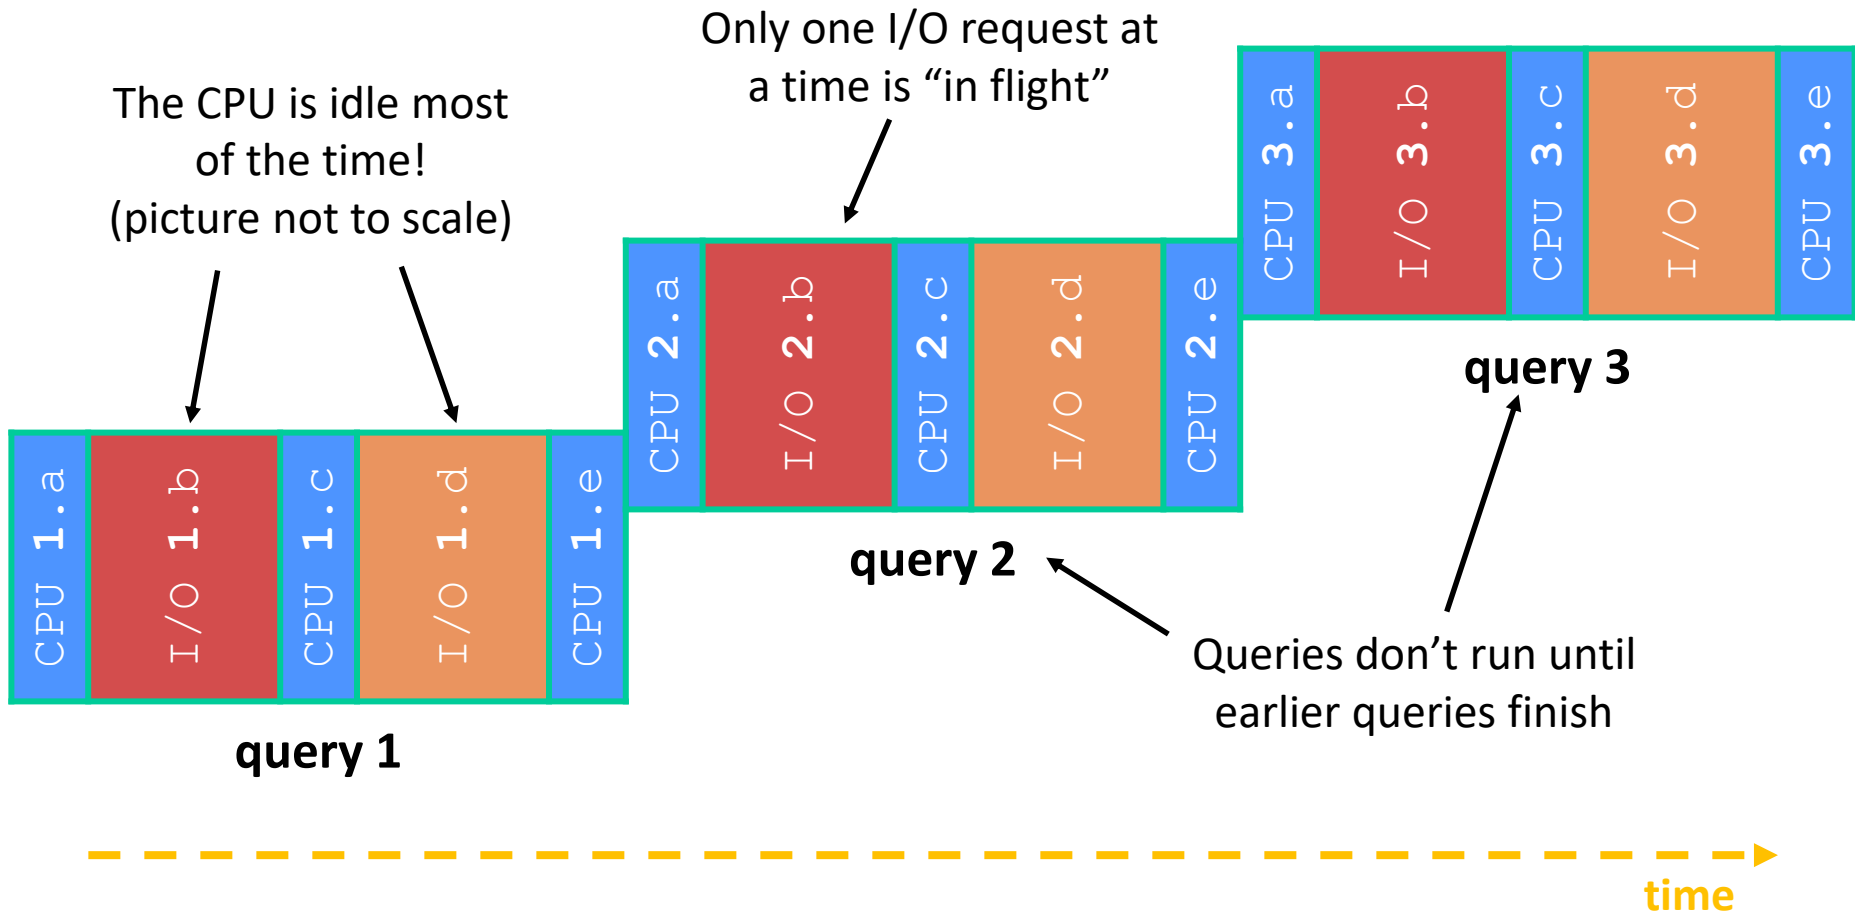 Only one I/O request at
a time is “in flight”
The CPU is idle most
of the time!
(picture not to scale)
CPU 1.a
I/O 1.b
CPU 1.c
I/O 1.d
CPU 1.e
query 1
CPU 2.a
I/O 2.b
CPU 2.c
I/O 2.d
CPU 2.e
query 2
CPU 3.a
I/O 3.b
CPU 3.c
I/O 3.d
CPU 3.e
query 3
Queries don’t run until
earlier queries finish
time